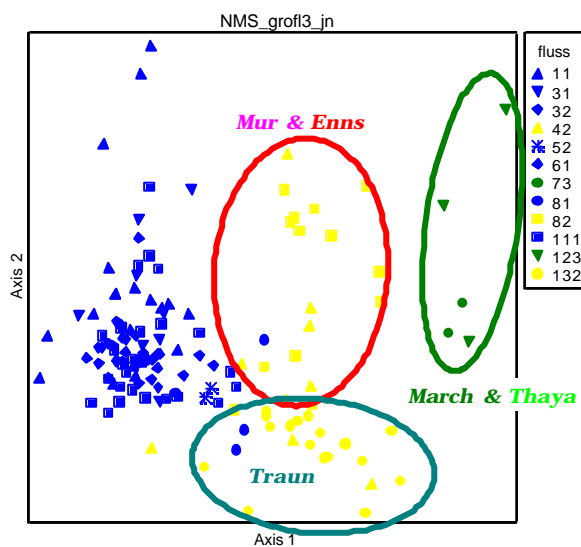 NMS_grofl3_jn
fluss
11
31
32
42
52
61
73
81
82
111
123
132
Mur & Enns
March & Thaya
Traun
Axis 2
Axis 1